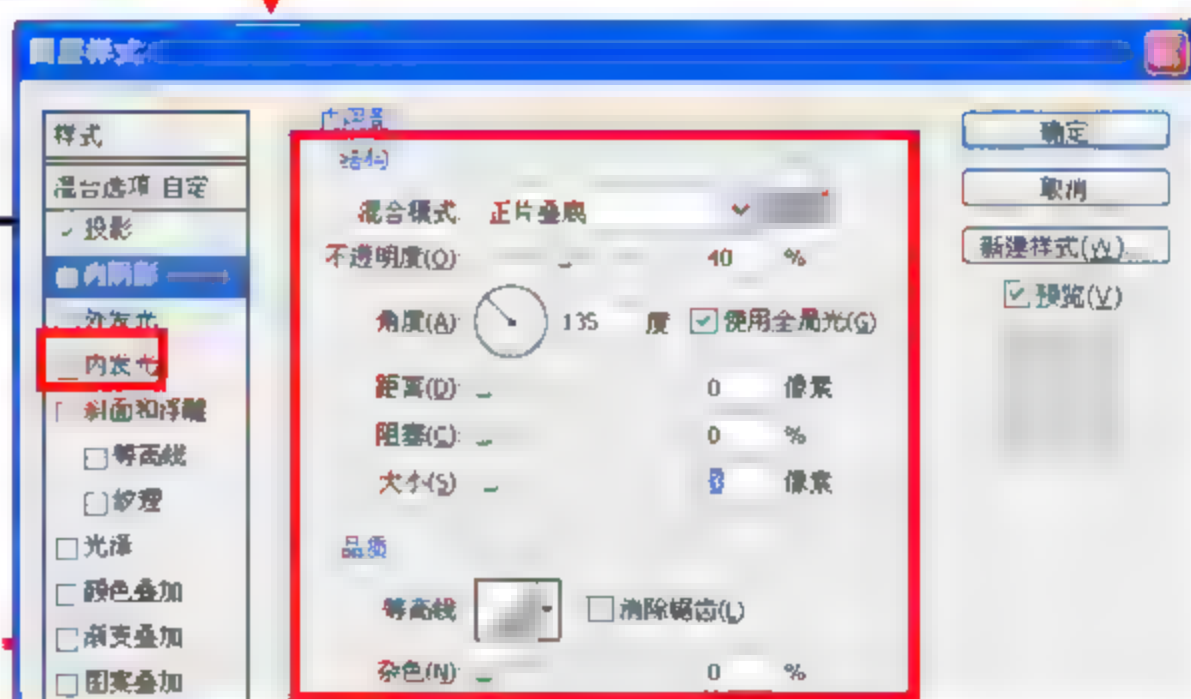 图层样式
样式
混合选项 自定
投影
内阴影
外发光
内发光
斜面和浮雕
等高线
纹理
光泽
颜色叠加
渐变叠加
图案叠加
内阴影
结构
混合模式: 正片叠底
不透明度(O): 40 %
角度(A): 135 度 使用全局光(G)
距离(D): 0 像素
阻塞(C): 0 %
大小(S) 像素
品质
等高线 消除锯齿(L)
杂色(N): 0 %
确定
取消
新建样式(W)...
预览(V)